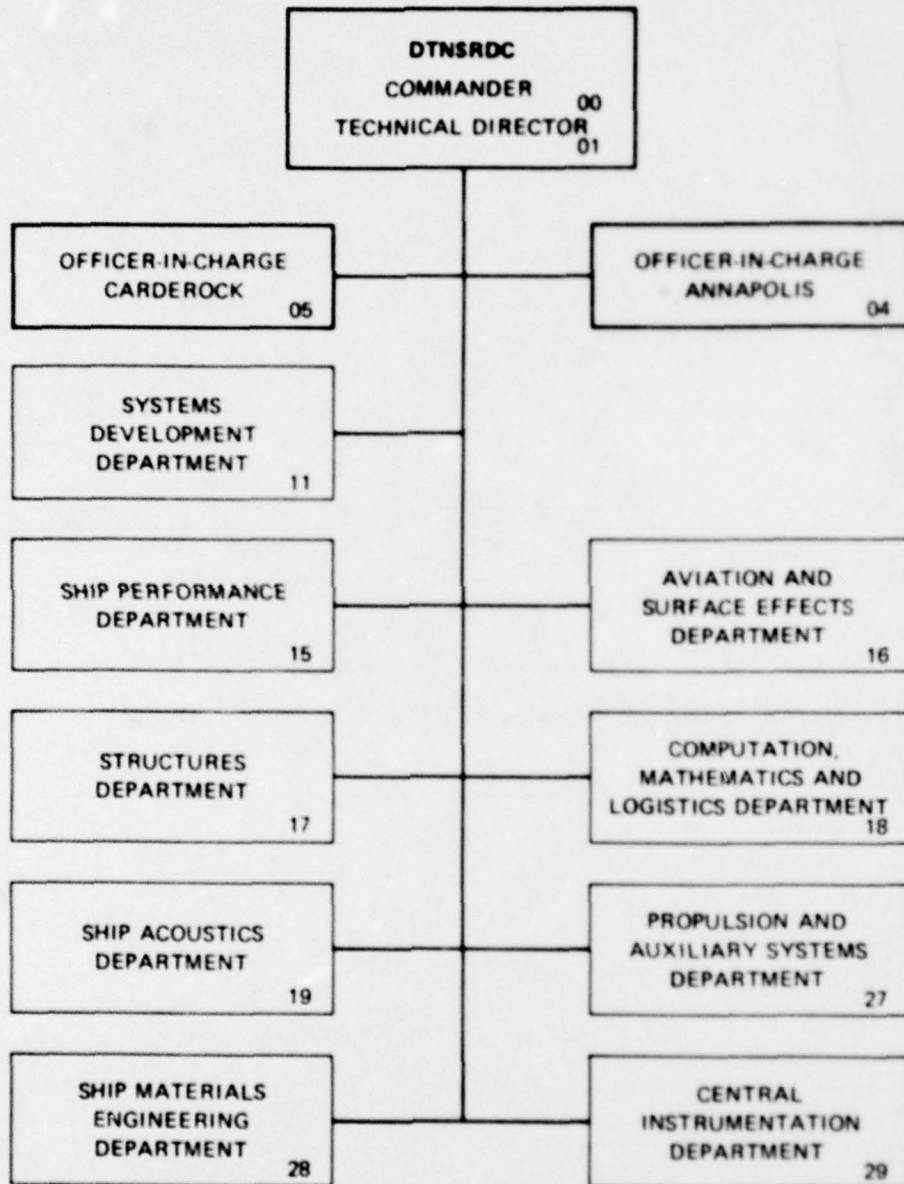 DTNSRDC
COMMANDER 00
TECHNICAL DIRECTOR
01
OFFICER-IN-CHARGE
CARDEROCK
05
OFFICER-IN-CHARGE
ANNAPOLIS
04
SYSTEMS
DEVELOPMENT
DEPARTMENT
11
SHIP PERFORMANCE
DEPARTMENT
15
AVIATION AND
SURFACE EFFECTS
DEPARTMENT
16
STRUCTURES
DEPARTMENT
17
COMPUTATION,
MATHEMATICS AND
LOGISTICS DEPARTMENT
18
SHIP ACOUSTICS
DEPARTMENT
19
PROPULSION AND
AUXILIARY SYSTEMS
DEPARTMENT
27
SHIP MATERIALS
ENGINEERING
DEPARTMENT
28
CENTRAL
INSTRUMENTATION
DEPARTMENT
29